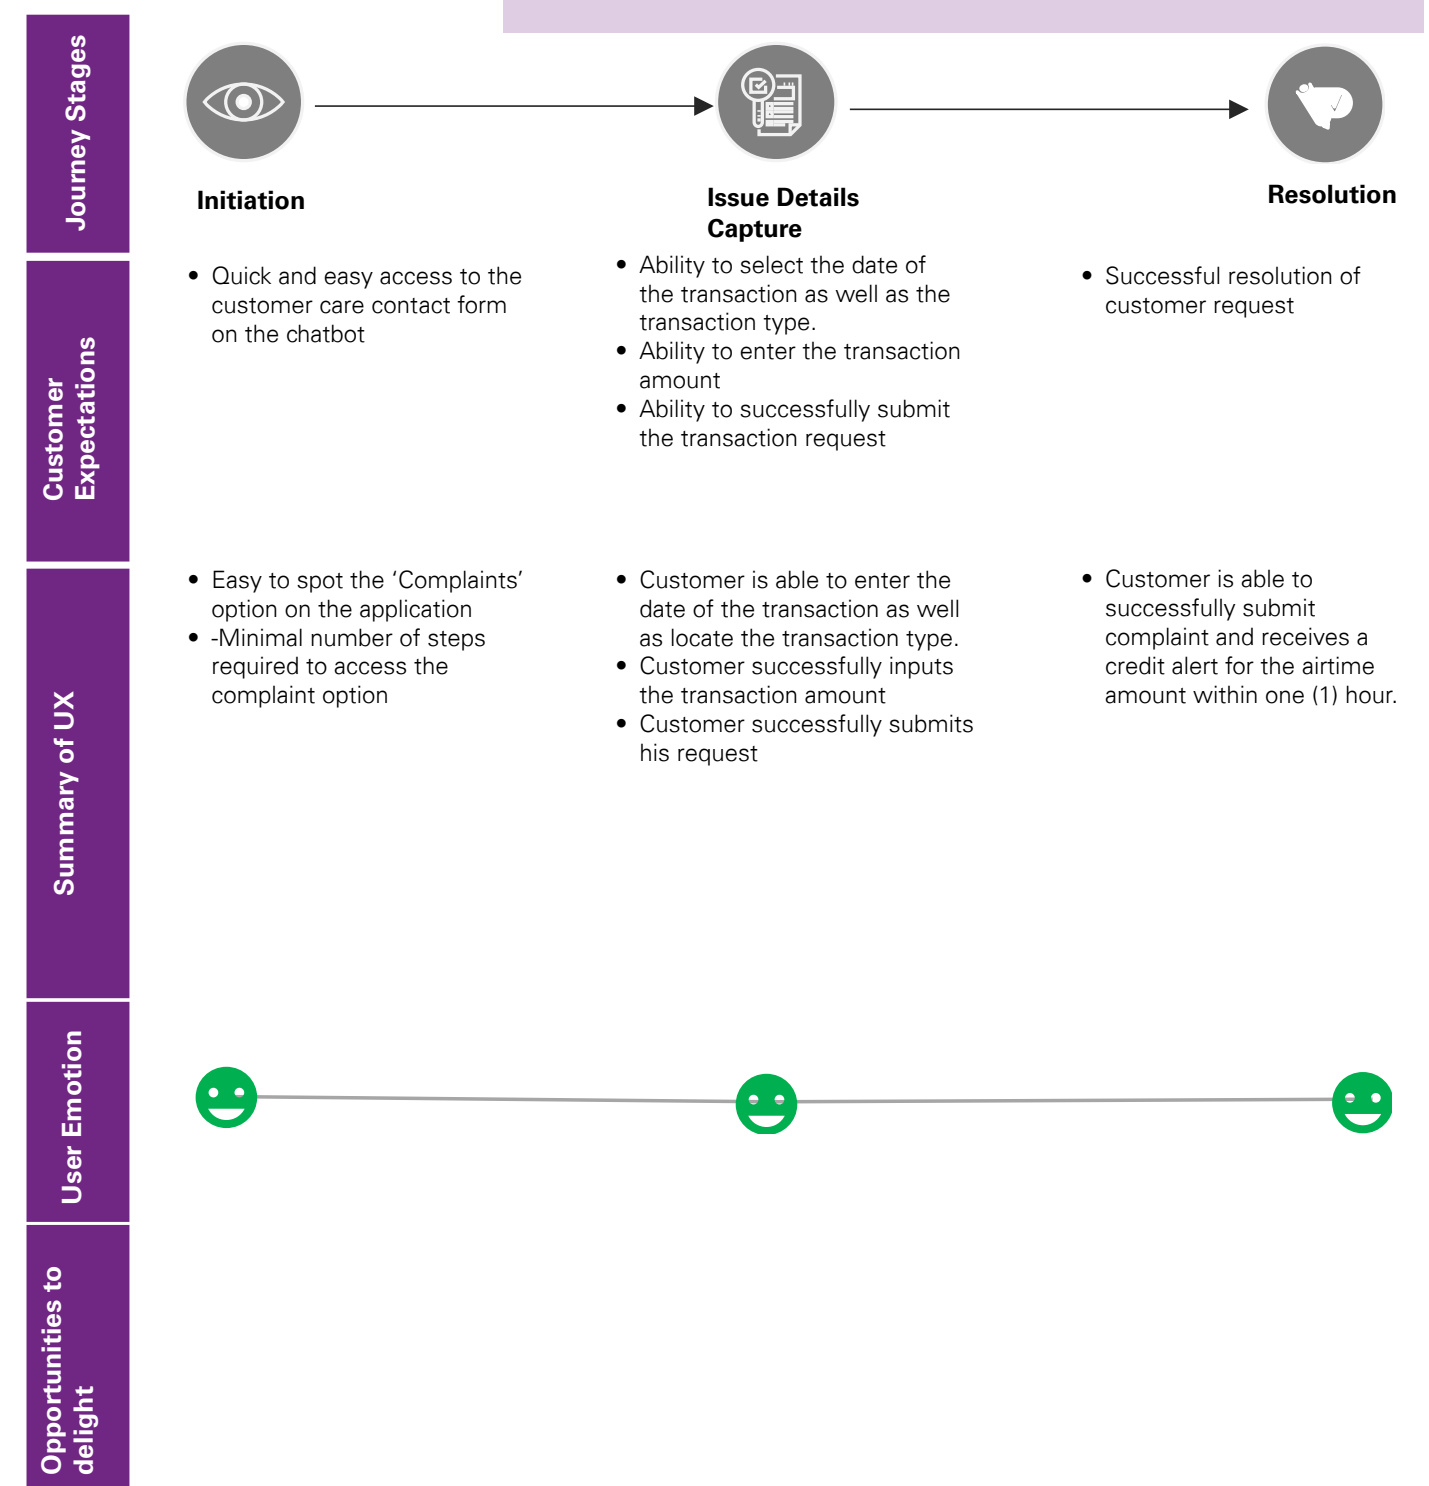 Journey Stages
Initiation
Issue Details
Capture
Resolution
Customer
Expectations
• Quick and easy access to the
customer care contact form
on the chatbot
• Ability to select the date of
the transaction as well as the
transaction type.
• Ability to enter the transaction
amount
• Ability to successfully submit
the transaction request
• Successful resolution of
customer request
Summary of UX
• Easy to spot the ‘Complaints’
option on the application
• -Minimal number of steps
required to access the
complaint option
• Customer is able to enter the
date of the transaction as well
as locate the transaction type.
• Customer successfully inputs
the transaction amount
• Customer successfully submits
his request
• Customer is able to
successfully submit
complaint and receives a
credit alert for the airtime
amount within one (1) hour.
User Emotion
Opportunities to
delight